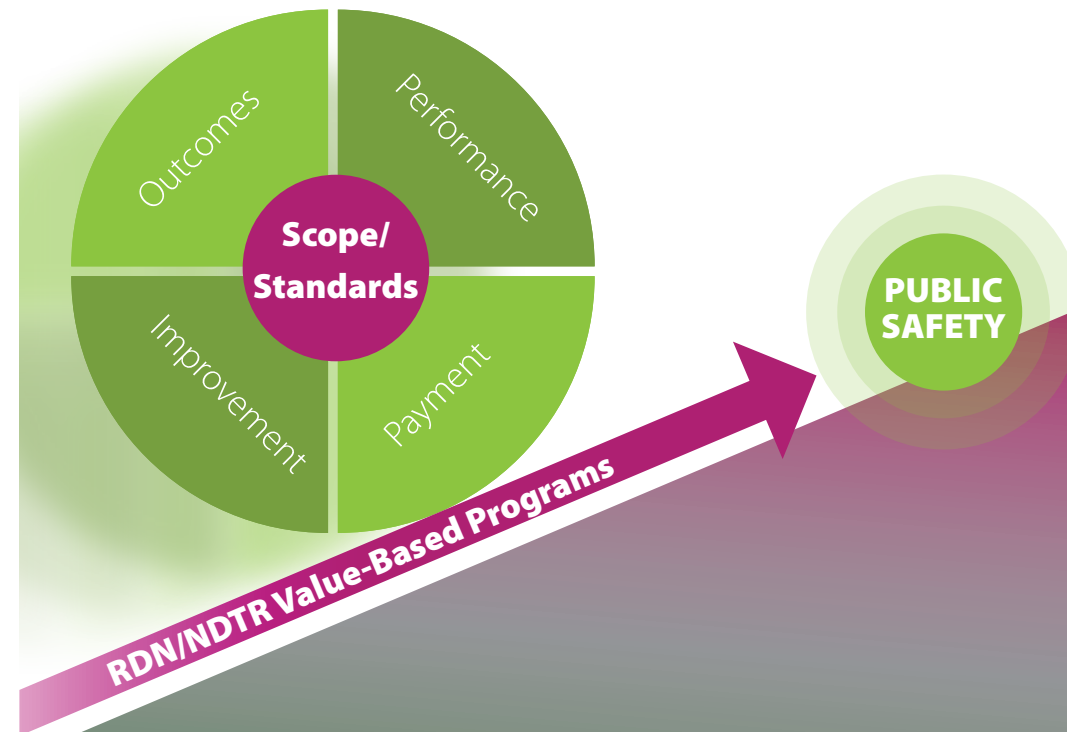 Outcomes
Performance
Scope/
Standards
Improvement
Payment
PUBLIC
SAFETY
RDN/NDTR Value-Based Programs